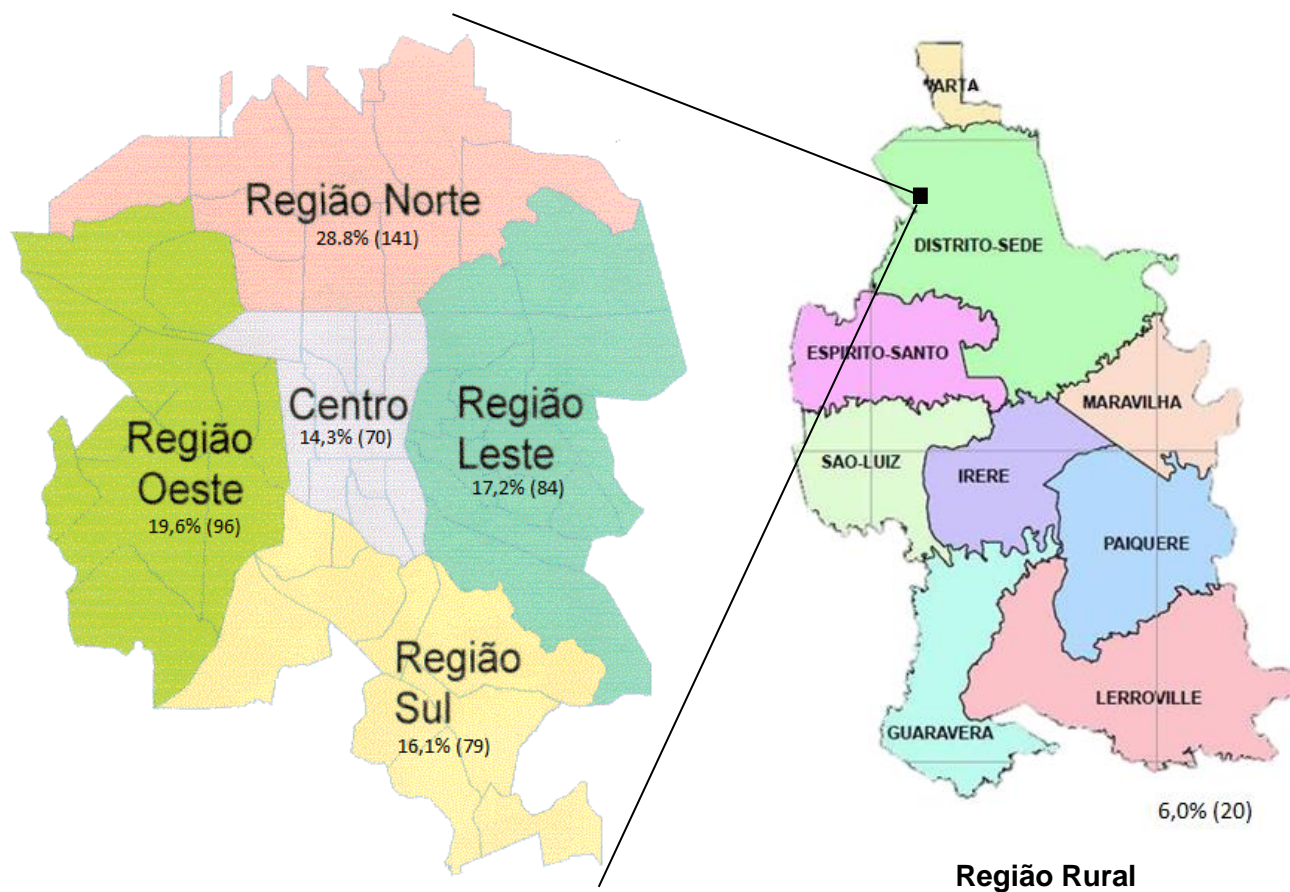 Região Norte
28.8% (141)
Centro
14,3% (70)
Região
Leste
17,2% (84)
Região
Oeste
19,6% (96)
Região
Sul
16,1% (79)
WARTA
DISTRITO-SEDE
ESPIRITO-SANTO
MARAVILHA
SAO-LUIZ
IRERE
PAIQUERE
LERROVILLE
GUARAVERA
6,0% (20)
Região Rural